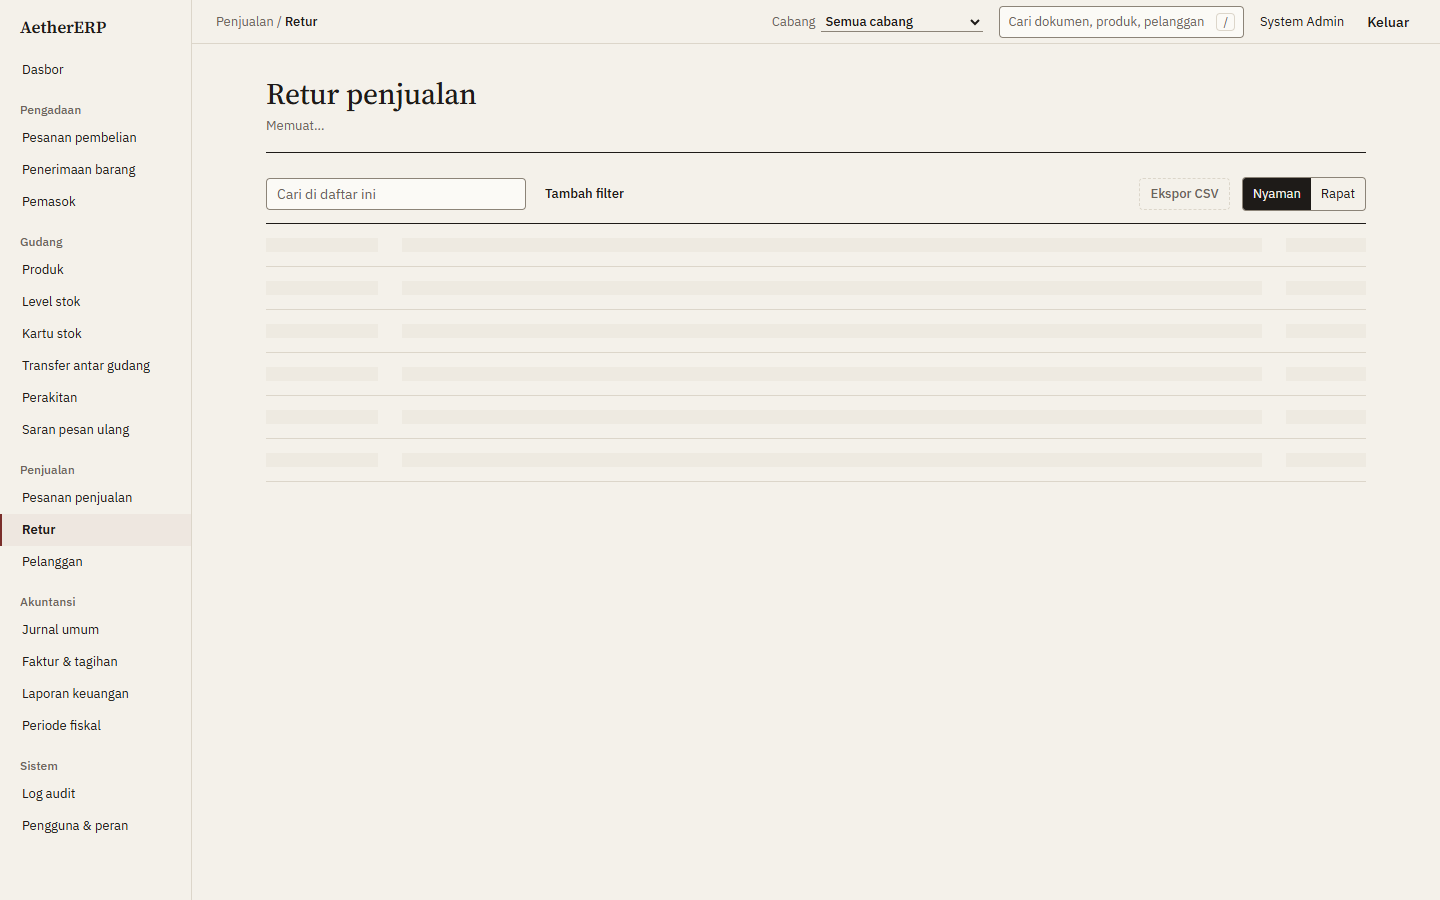 AetherERP
Dasbor
Pengadaan
Pesanan pembelian
Penerimaan barang
Pemasok
Gudang
Produk
Level stok
Kartu stok
Transfer antar gudang
Perakitan
Saran pesan ulang
Penjualan
Pesanan penjualan
Retur
Pelanggan
Akuntansi
Jurnal umum
Faktur & tagihan
Laporan keuangan
Periode fiskal
Sistem
Log audit
Pengguna & peran
Penjualan / Retur
Cabang Semua cabang
Cari dokumen, produk, pelanggan /
System Admin
Keluar
Retur penjualan
Memuat...
Cari di daftar ini
Tambah filter
Ekspor CSV
Nyaman
Rapat